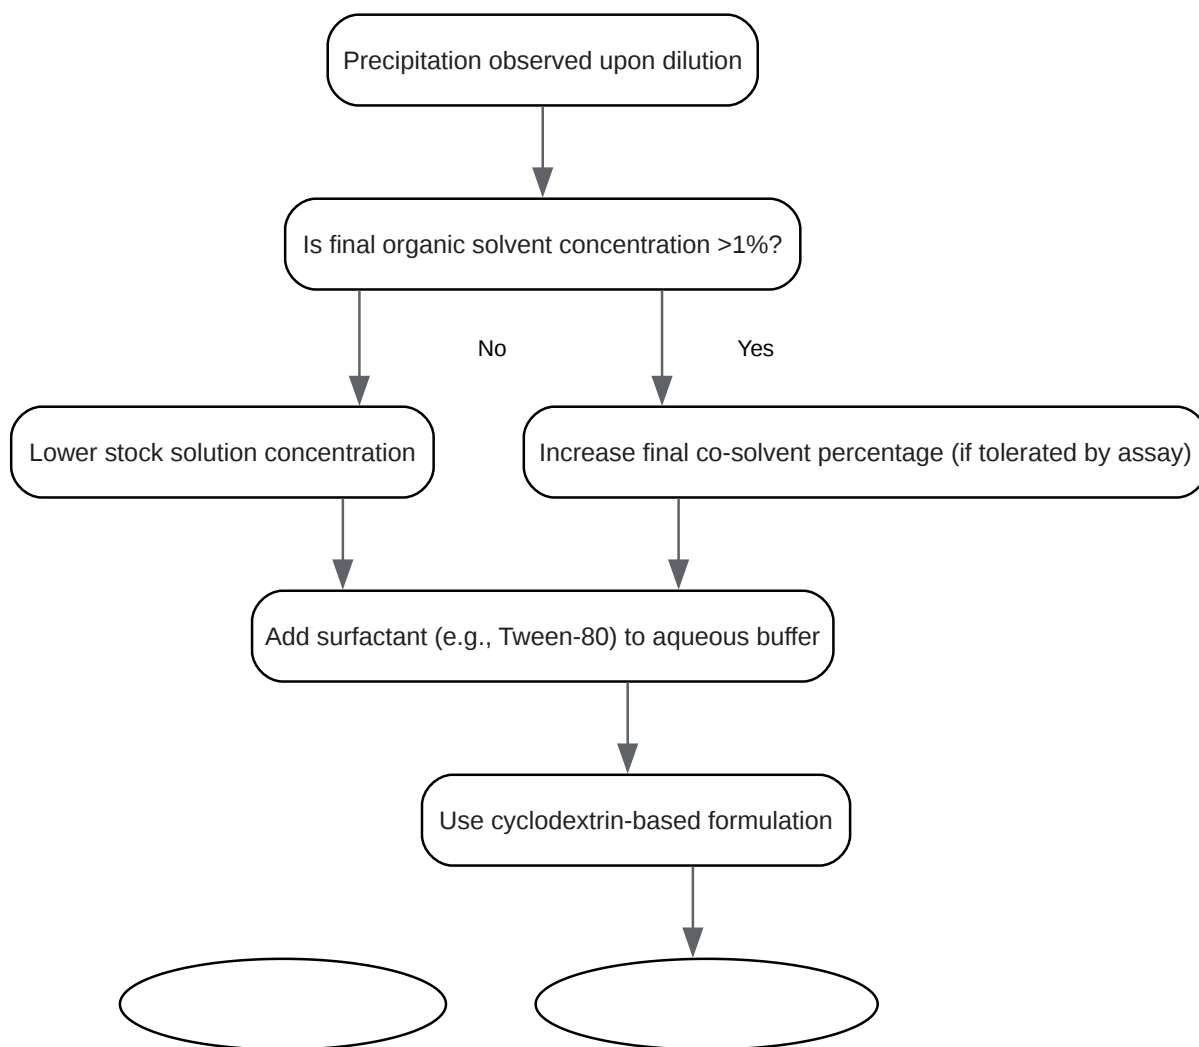 Precipitation observed upon dilution
Is final organic solvent concentration >1%?
No
Yes
Lower stock solution concentration
Increase final co-solvent percentage (if tolerated by assay)
Add surfactant (e.g., Tween-80) to aqueous buffer
Use cyclodextrin-based formulation